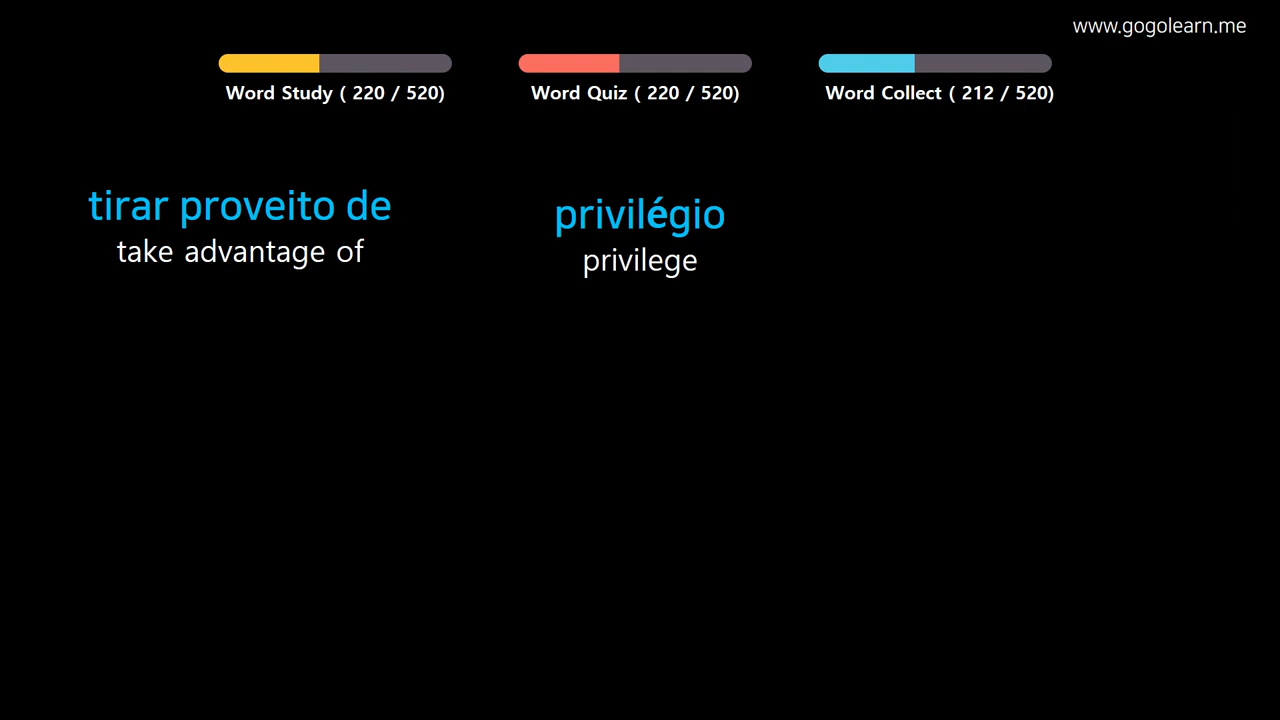 www.gogolearn.me
Word Study ( 220 / 520)
Word Quiz ( 220 / 520)
Word Collect ( 212 / 520)
tirar proveito de
take advantage of
privilégio
privilege